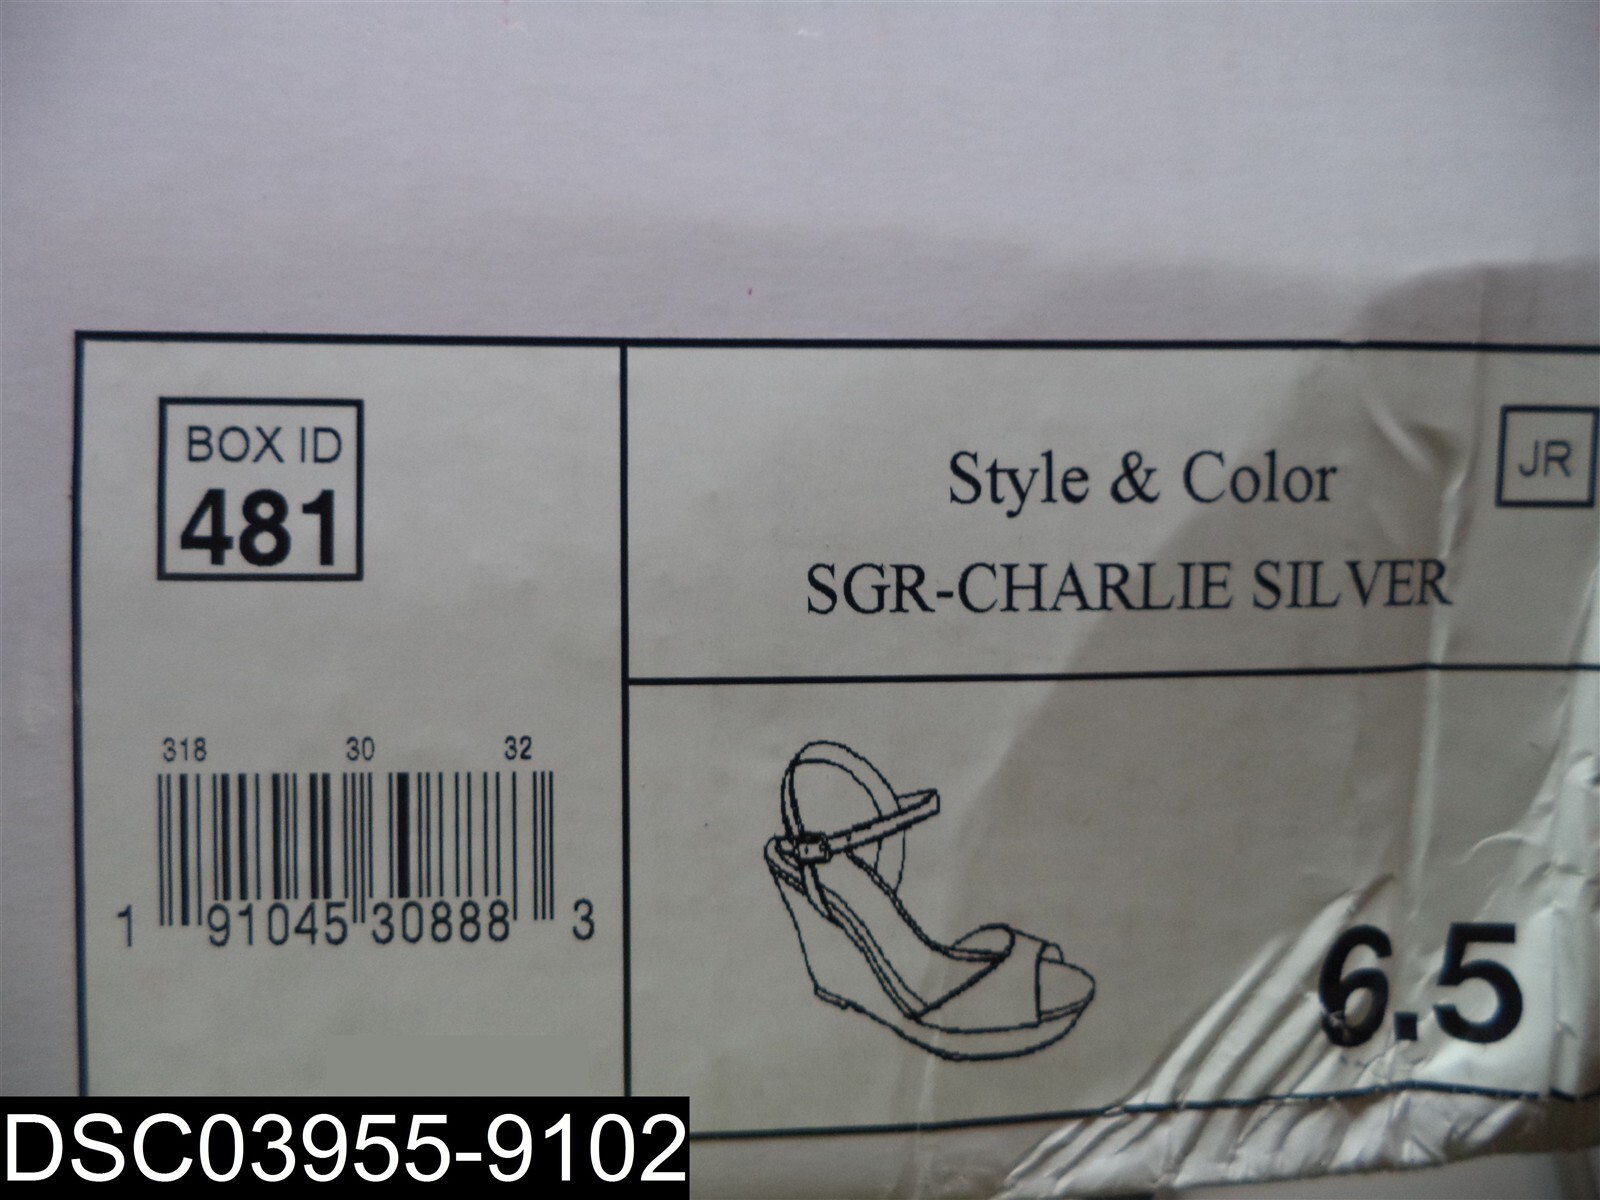 BOX ID
481
Style & Color
JR
SGR-CHARLIE SILVER
318 30 32
1 91045 30888 3
6.5
DSC03955-9102